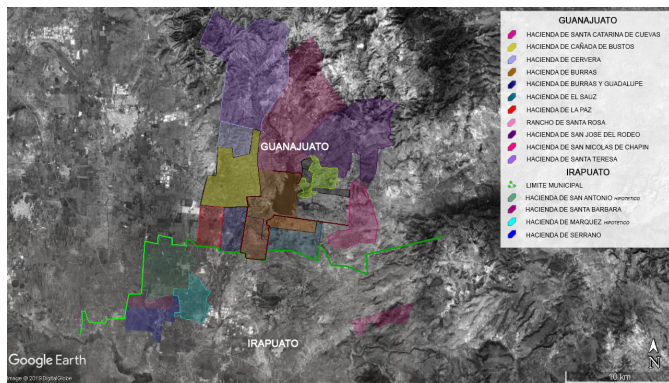 GUANAJUATO
HACIENDA DE SANTA CATARINA DE CUEVAS
HACIENDA DE CAÑADA DE BUSTOS
HACIENDA DE CERVERA
HACIENDA DE BURRAS
HACIENDA DE BURRAS Y GUADALUPE
HACIENDA DE EL SAUZ
HACIENDA DE LA PAZ
RANCHO DE SANTA ROSA
HACIENDA DE SAN JOSE DEL RODEO
HACIENDA DE SAN NICOLAS DE CHAPIN
HACIENDA DE SANTA TERESA
IRAPUATO
LIMITE MUNICIPAL
HACIENDA DE SAN ANTONIO HIPOTETICO
HACIENDA DE SANTA BARBARA
HACIENDA DE MARQUEZ HIPOTETICO
HACIENDA DE SERRANO
GUANAJUATO
IRAPUATO
Google Earth
Image © 2019 DigitalGlobe
10 km
N